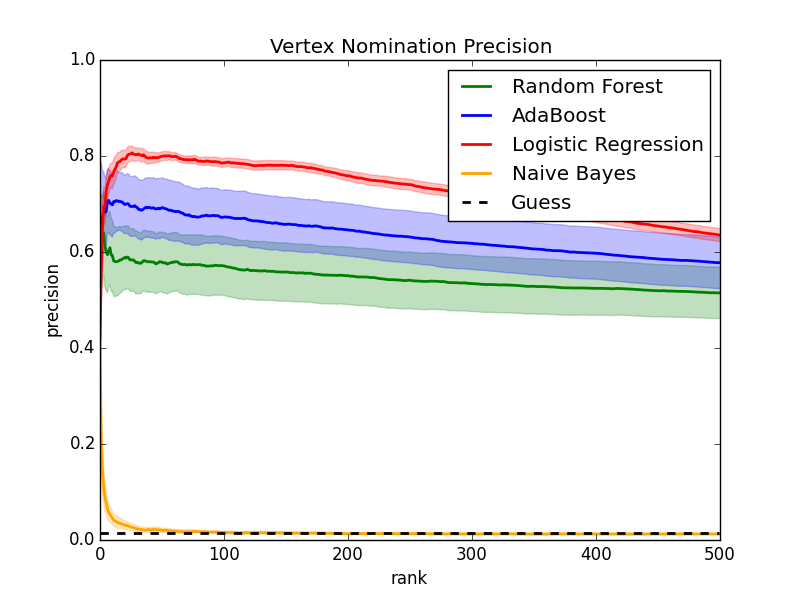 Vertex Nomination Precision
1.0
0.8
0.6
0.4
0.2
0.0
precision
Random Forest
AdaBoost
Logistic Regression
Naive Bayes
Guess
0
100
200
300
400
500
rank